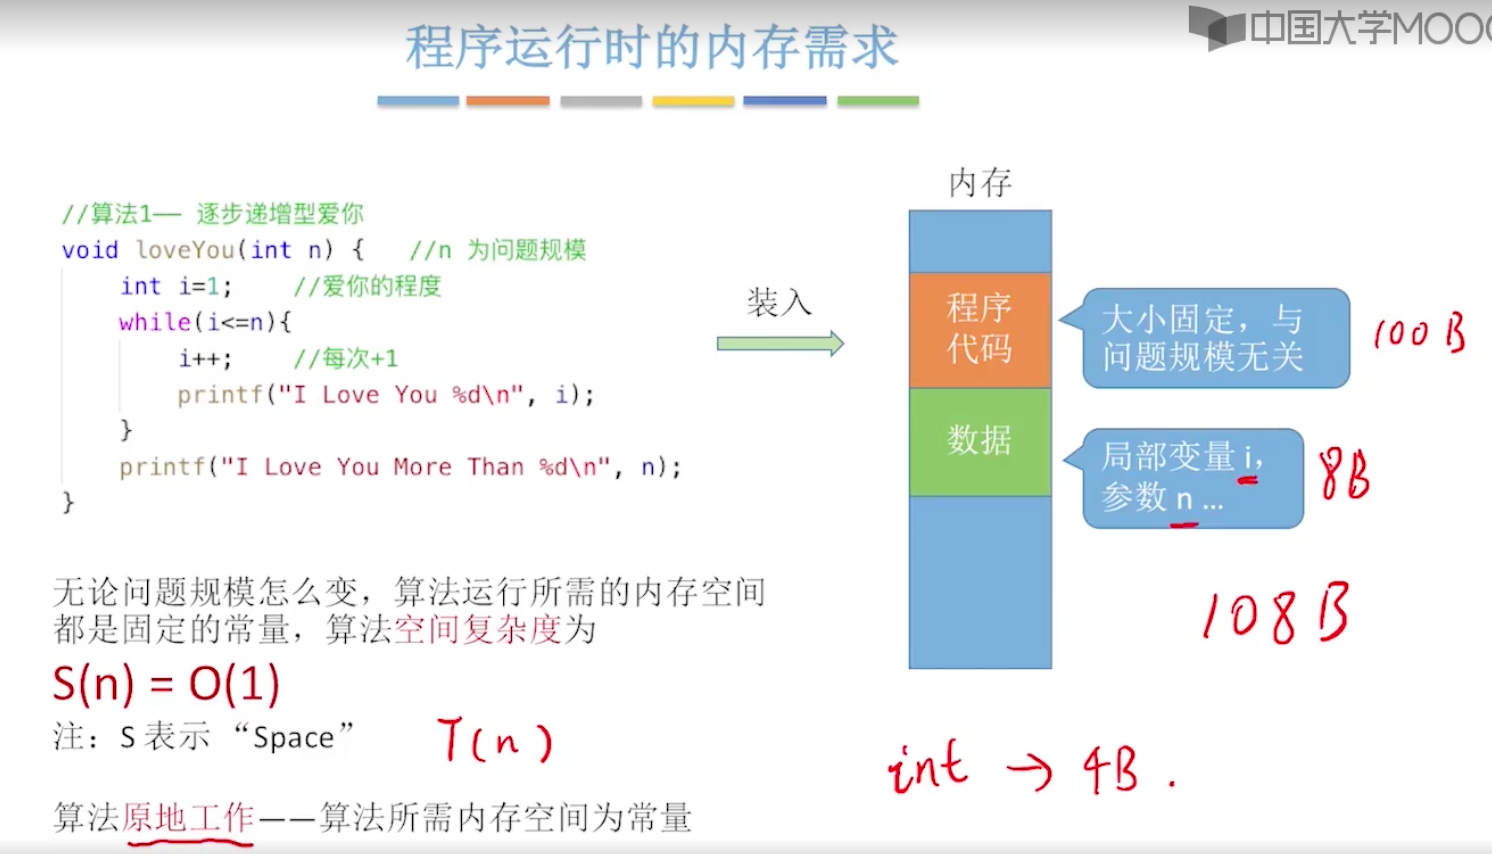 中国大学MOOC
程序运行时的内存需求
//算法1—— 逐步递增型爱你
void loveYou(int n) {   //n 为问题规模
    int i=1;    //爱你的程度
    while(i<=n){
        i++;    //每次+1
        printf("I Love You %d\n", i);
    }
    printf("I Love You More Than %d\n", n);
}
装入
内存
程序
代码
数据
大小固定，与
问题规模无关
100 B
局部变量 i，
参数 n ...
8B
108 B
无论问题规模怎么变，算法运行所需的内存空间
都是固定的常量，算法空间复杂度为
S(n) = O(1)
注：S 表示 “Space”
T(n)
int → 4B .
算法原地工作——算法所需内存空间为常量